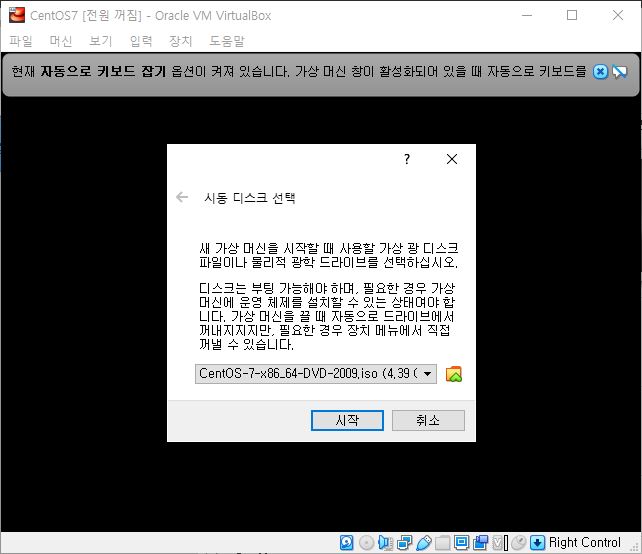 CentOS7 [전원 꺼짐] - Oracle VM VirtualBox
파일 머신 보기 입력 장치 도움말
현재 자동으로 키보드 잡기 옵션이 켜져 있습니다. 가상 머신 창이 활성화되어 있을 때 자동으로 키보드를
?
시동 디스크 선택
새 가상 머신을 시작할 때 사용할 가상 광 디스크
파일이나 물리적 광학 드라이브를 선택하십시오.
디스크는 부팅 가능해야 하며, 필요한 경우 가상
머신에 운영 체제를 설치할 수 있는 상태여야 합
니다. 가상 머신을 끌 때 자동으로 드라이브에서
꺼내지지지만, 필요한 경우 장치 메뉴에서 직접
꺼낼 수 있습니다.
CentOS-7-x86_64-DVD-2009.iso (4.39 (
시작 취소
Right Control